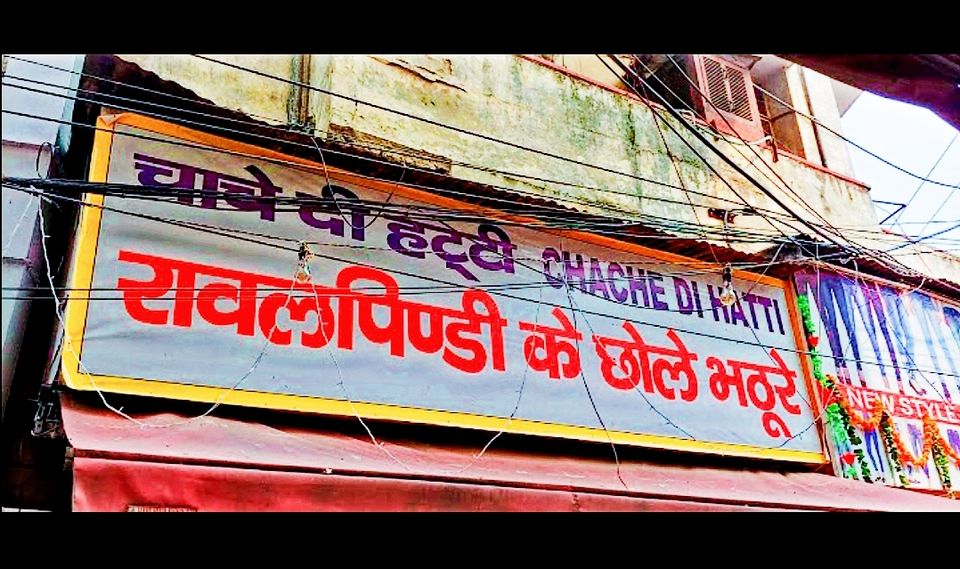 चाचे दी हट्टी CHACHE DI HATTI
रावलपिण्डी के छोले भठूरे
NEW STYLE